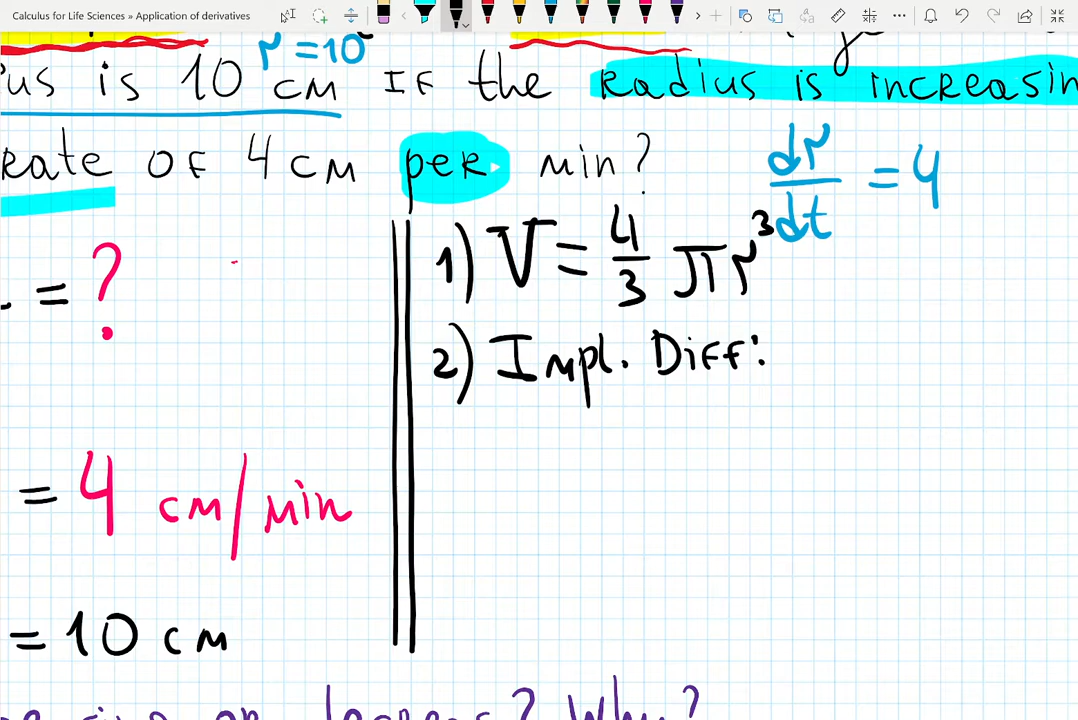 Calculus for Life Sciences » Application of derivatives
r = 10
us is 10 cm IF the Radius is increasin
Rate of 4 cm per min?
dr/dt = 4
1) V = 4/3 πr³
= ?
2) Impl. Diff:
= 4 cm/min
= 10 cm
? Why?